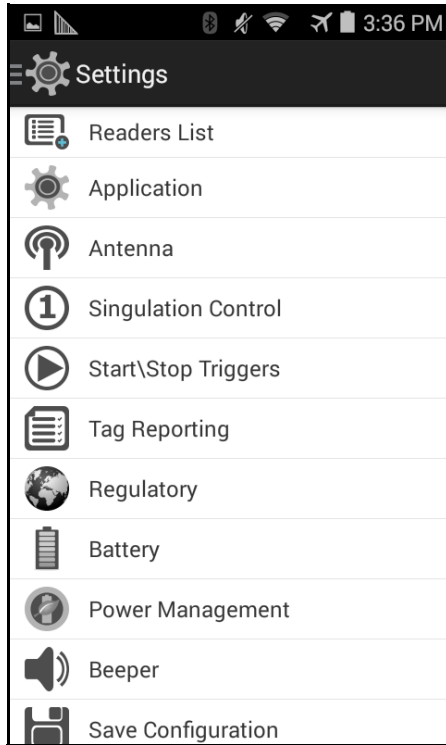 3:36 PM
Settings
Readers List
Application
Antenna
1 Singulation Control
Start\Stop Triggers
Tag Reporting
Regulatory
Battery
Power Management
Beeper
Save Configuration